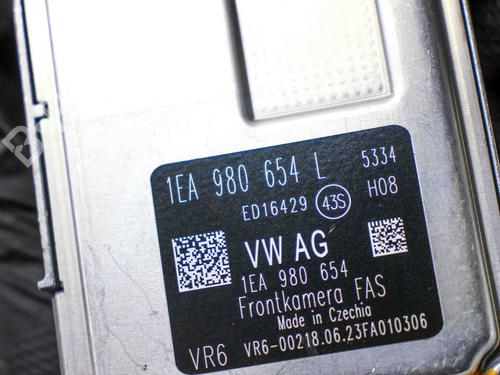 1EA 980 654 L 5334
ED16429 43S H08
VW AG
1EA 980 654
Frontkamera FAS
Made in Czechia
VR6 VR6-00218.06.23FA010306